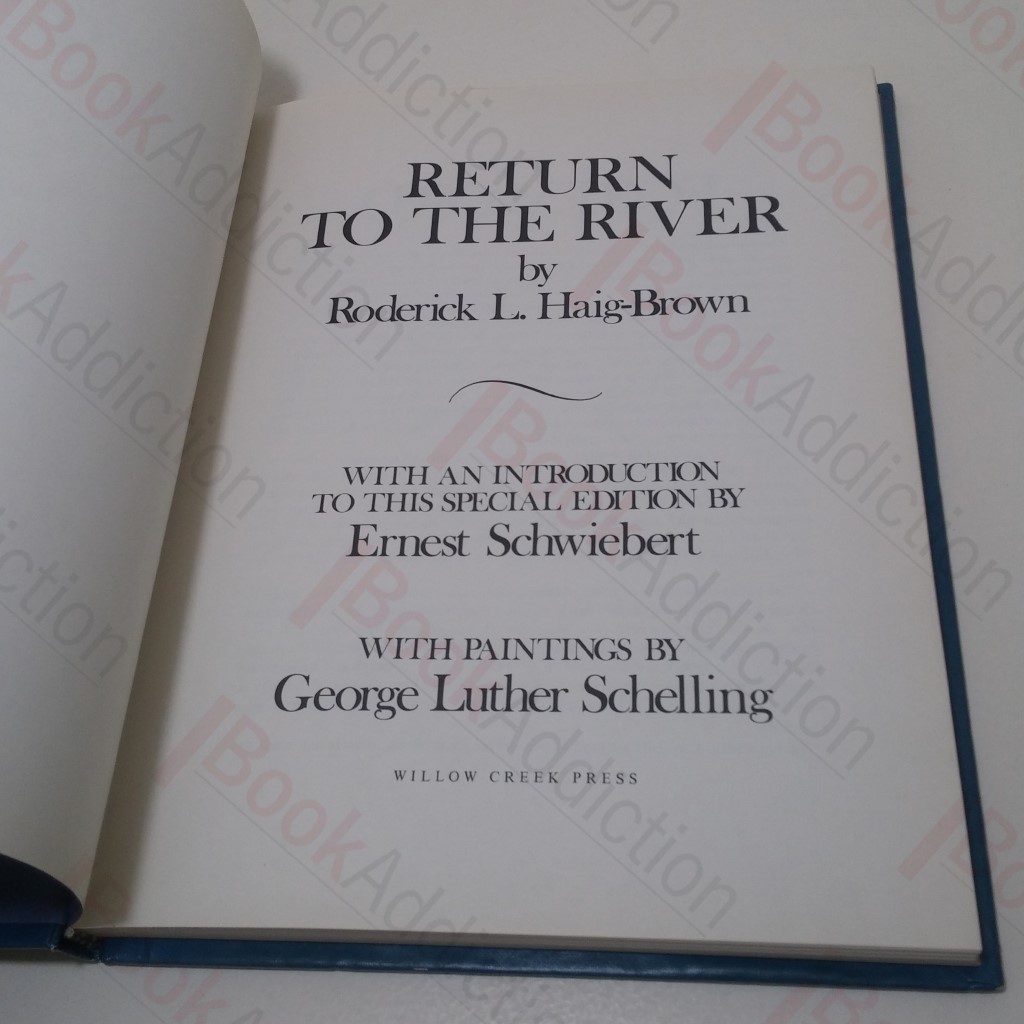 RETURN
TO THE RIVER
by
Roderick L. Haig-Brown
WITH AN INTRODUCTION
TO THIS SPECIAL EDITION BY
Ernest Schwiebert
WITH PAINTINGS BY
George Luther Schelling
WILLOW CREEK PRESS
BookAddiction